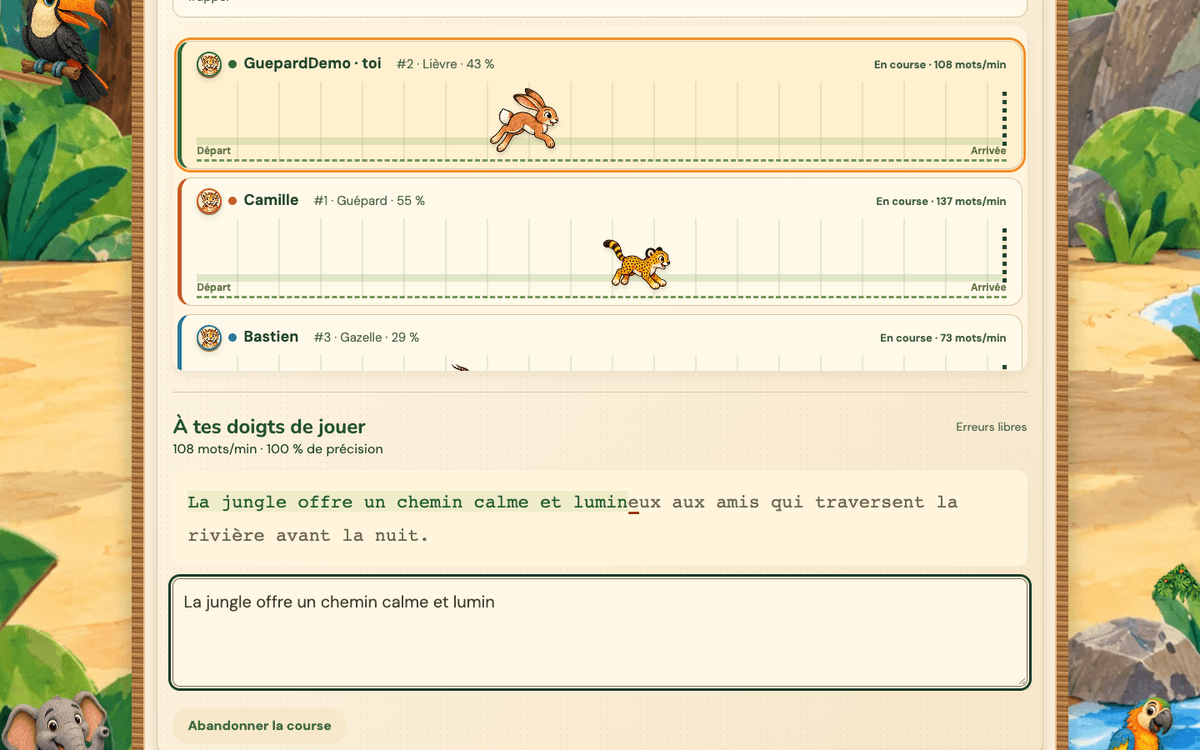 GuepardDemo · toi #2 · Lièvre · 43 % En course · 108 mots/min
Départ Arrivée
Camille #1 · Guépard · 55 % En course · 137 mots/min
Départ Arrivée
Bastien #3 · Gazelle · 29 % En course · 73 mots/min
À tes doigts de jouer Erreurs libres
108 mots/min · 100 % de précision
La jungle offre un chemin calme et lumineux aux amis qui traversent la
rivière avant la nuit.
La jungle offre un chemin calme et lumin
Abandonner la course